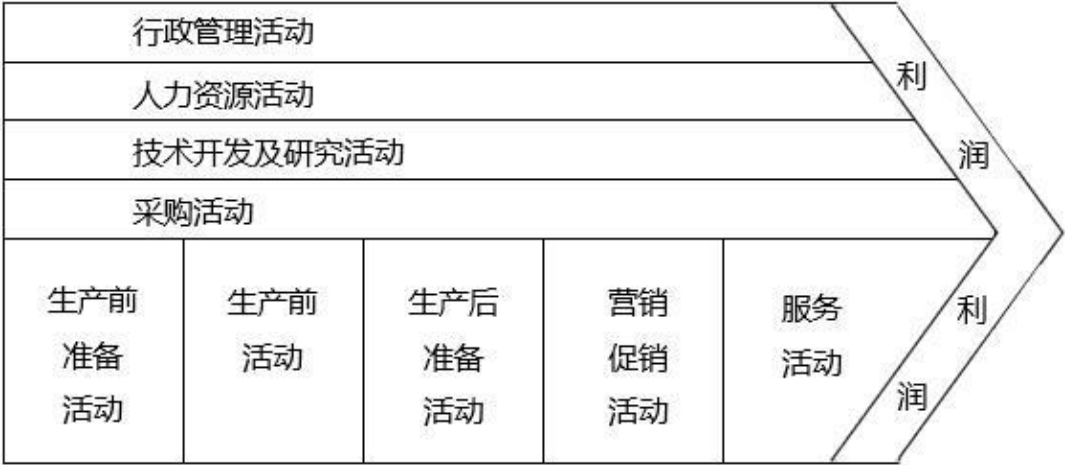 行政管理活动
人力资源活动
技术开发及研究活动
采购活动
利
润
生产前
准备
活动
生产前
活动
生产后
准备
活动
营销
促销
活动
服务
活动
利
润